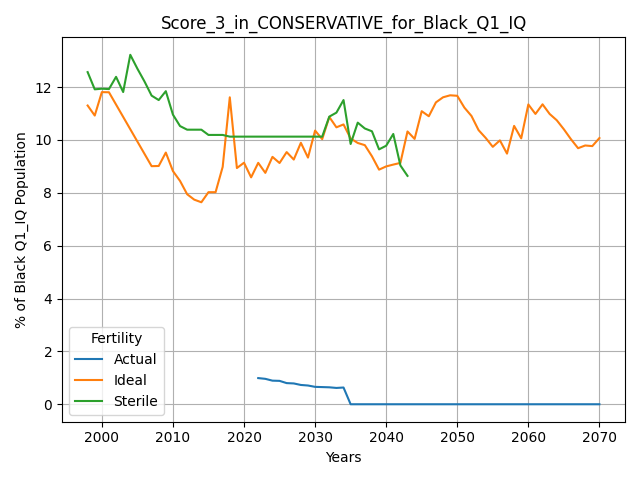 Score_3_in_CONSERVATIVE_for_Black_Q1_IQ
% of Black Q1_IQ Population
12
10
8
6
4
2
0
Fertility
Actual
Ideal
Sterile
2000 2010 2020 2030 2040 2050 2060 2070
Years